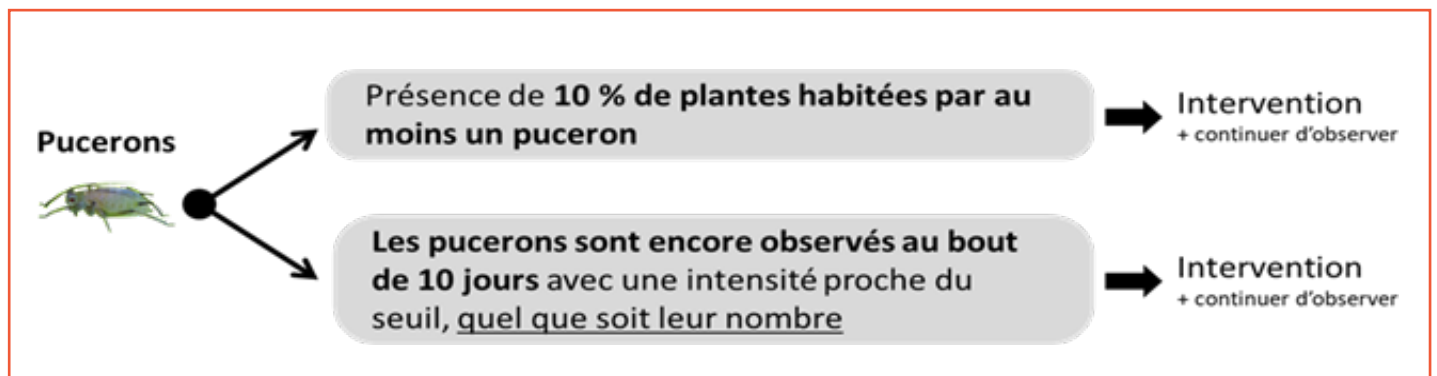 Pucerons
Présence de 10 % de plantes habitées par au
moins un puceron
Intervention
+ continuer d'observer
Les pucerons sont encore observés au bout
de 10 jours avec une intensité proche du
seuil, quel que soit leur nombre
Intervention
+ continuer d'observer